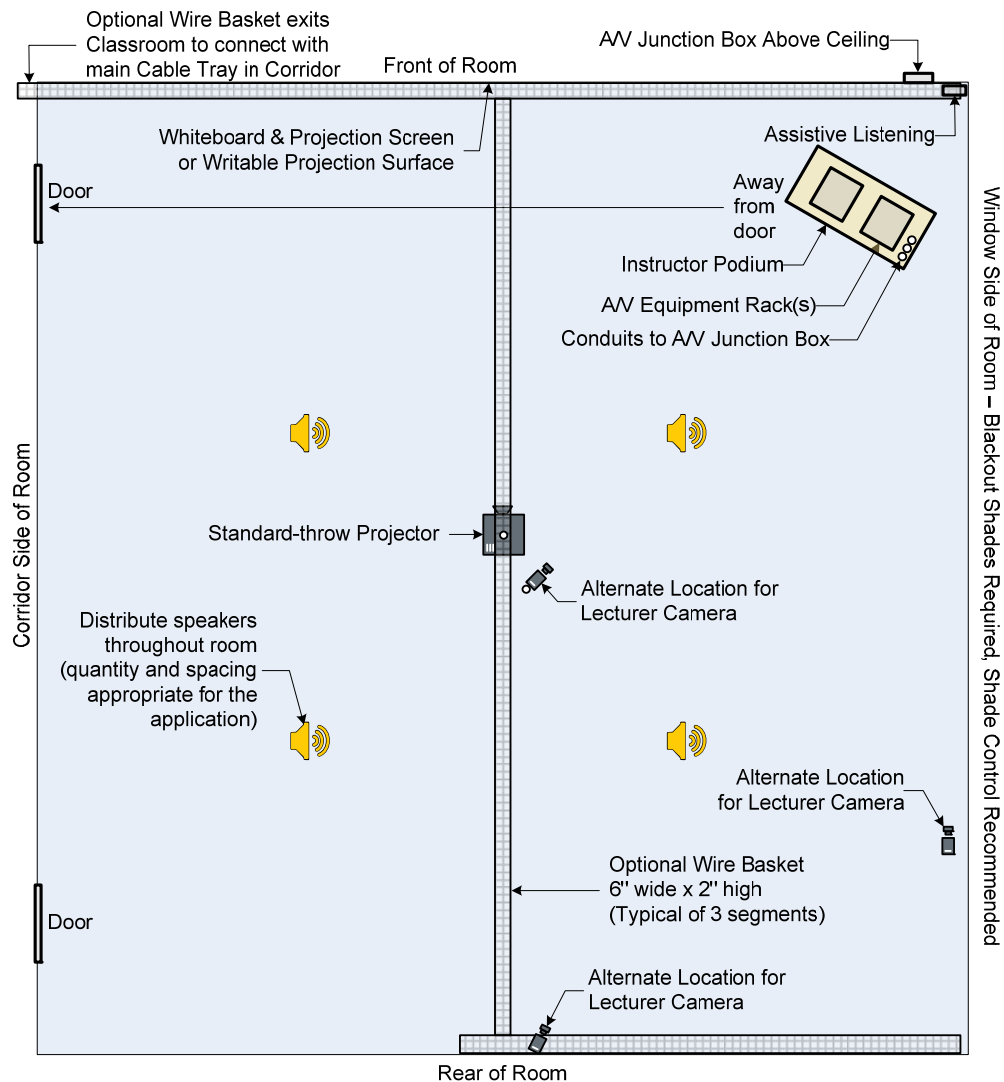 Optional Wire Basket exits
Classroom to connect with
main Cable Tray in Corridor
Front of Room
A/V Junction Box Above Ceiling
Whiteboard & Projection Screen
or Writable Projection Surface
Assistive Listening
Door
Away
from
door
Instructor Podium
A/V Equipment Rack(s)
Conduits to A/V Junction Box
Window Side of Room – Blackout Shades Required, Shade Control Recommended
Corridor Side of Room
Standard-throw Projector
Alternate Location for
Lecturer Camera
Distribute speakers
throughout room
(quantity and spacing
appropriate for the
application)
Alternate Location
for Lecturer Camera
Optional Wire Basket
6" wide x 2" high
(Typical of 3 segments)
Door
Alternate Location for
Lecturer Camera
Rear of Room